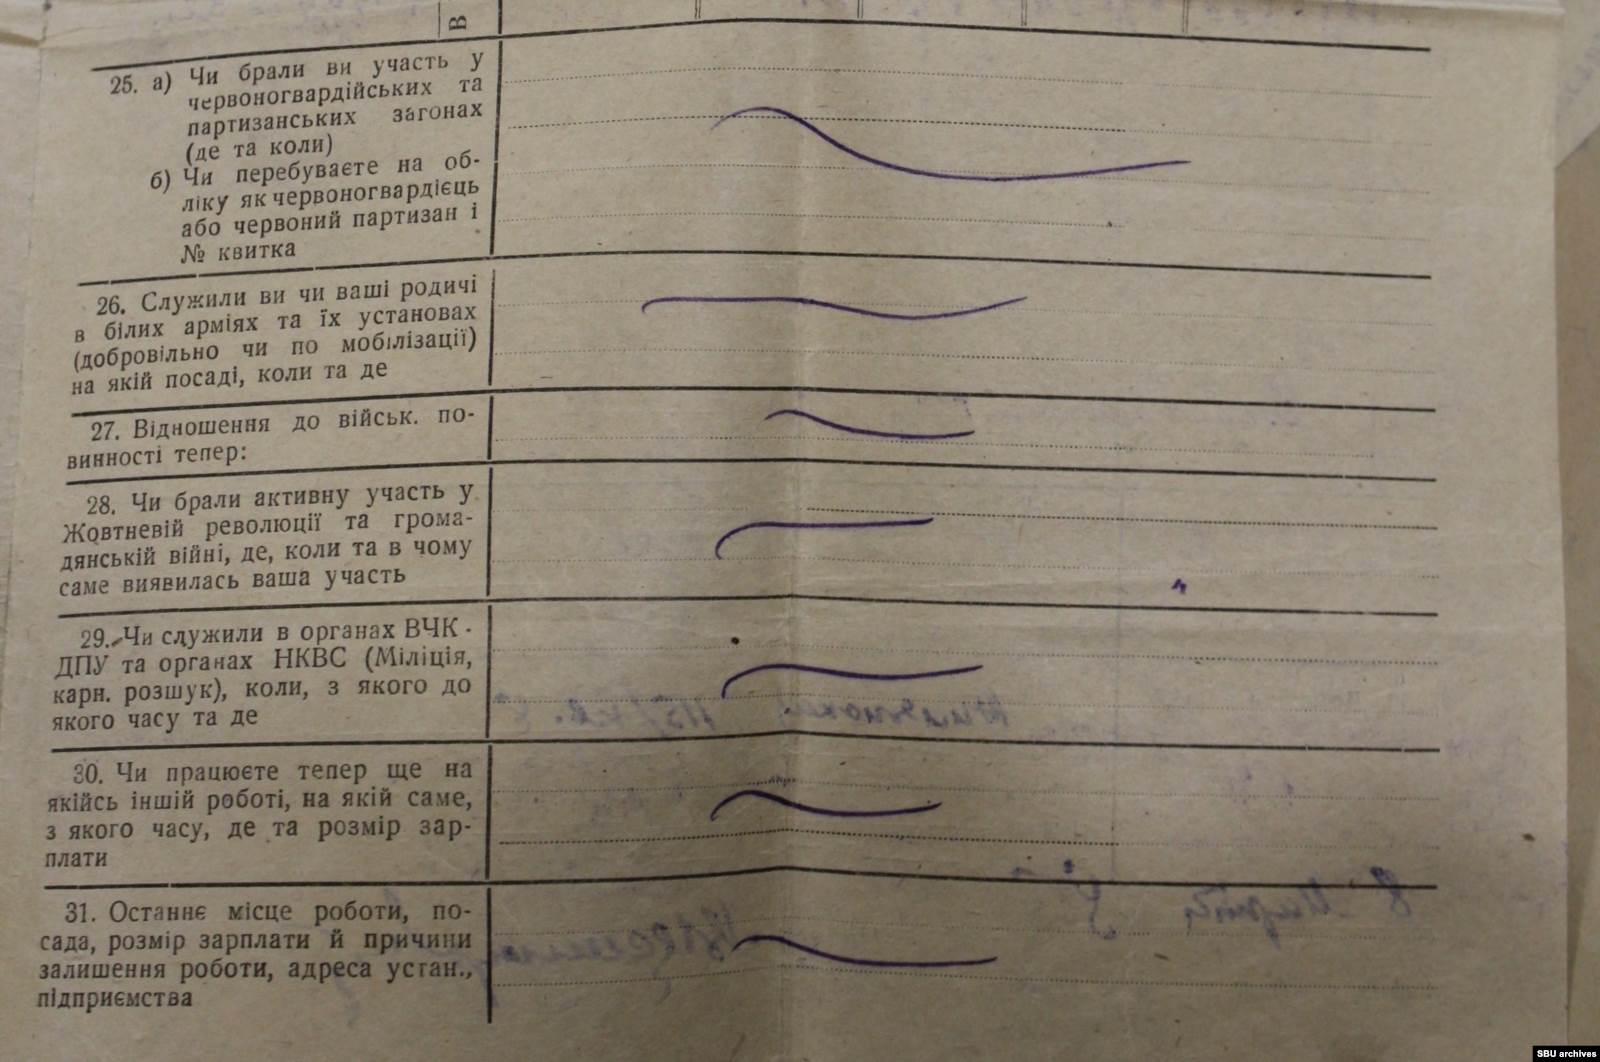 В
25. а) Чи брали ви участь у
червоногвардійських та
партизанських загонах
(де та коли)
б) Чи перебуваєте на об-
ліку як червоногвардієць
або червоний партизан і
№ квитка
26. Служили ви чи ваші родичі
в білих арміях та їх установах
(добровільно чи по мобілізації)
на якій посаді, коли та де
27. Відношення до військ. по-
винності тепер:
28. Чи брали активну участь у
Жовтневій революції та грома-
дянській війні, де, коли та в чому
саме виявилась ваша участь
29. Чи служили в органах ВЧК -
ДПУ та органах НКВС (Міліція,
карн. розшук), коли, з якого до
якого часу та де
30. Чи працюєте тепер ще на
якійсь іншій роботі, на якій саме,
з якого часу, де та розмір зар-
плати
31. Останнє місце роботи, по-
сада, розмір зарплати й причини
залишення роботи, адреса устан.,
підприємства
SBU archives